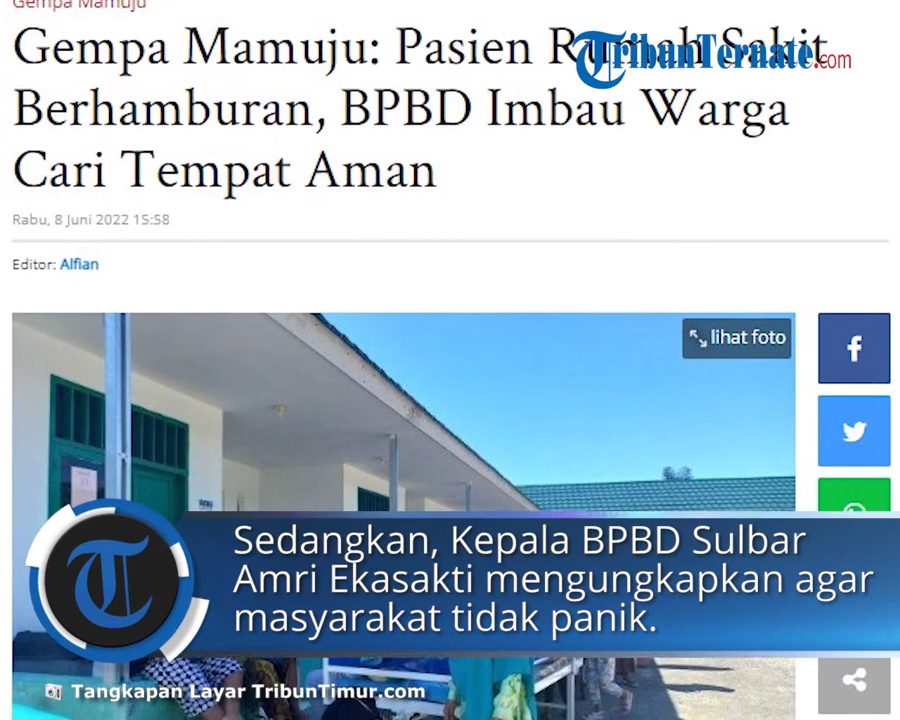 Gempa Mamuju
Gempa Mamuju: Pasien Rumah Sakit
TribunTernate.com
Berhamburan, BPBD Imbau Warga
Cari Tempat Aman
Rabu, 8 Juni 2022 15:58
Editor: Alfian
lihat foto
Sedangkan, Kepala BPBD Sulbar
Amri Ekasakti mengungkapkan agar
masyarakat tidak panik.
Tangkapan Layar TribunTimur.com